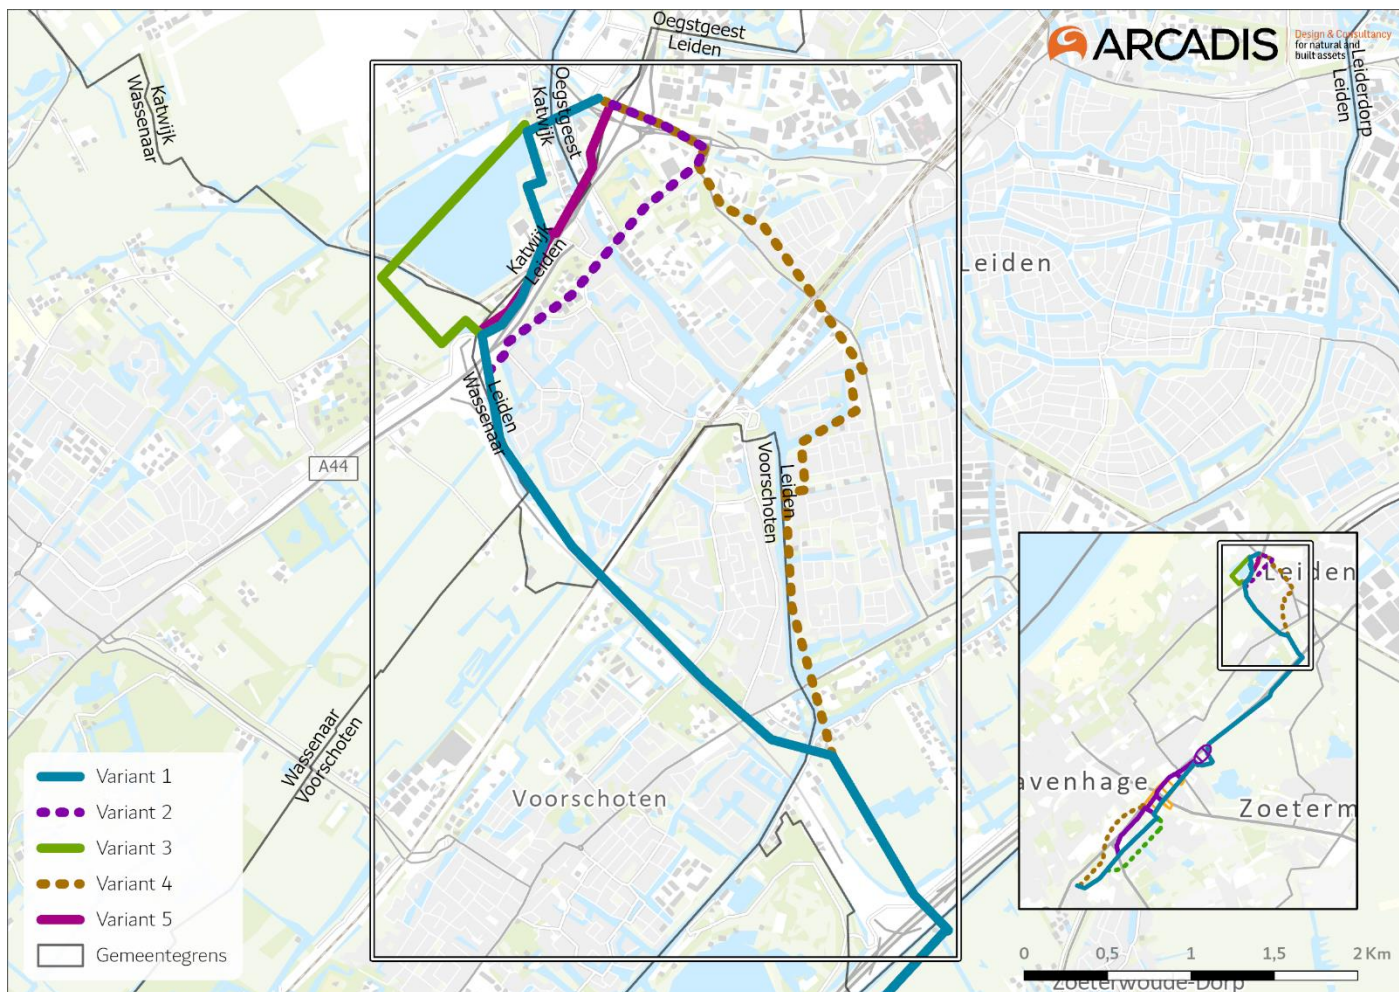 Oegstgeest
Leiden
ARCADIS
Design & Consultancy
for natural and
built assets
Leiderdorp
Leiden
Katwijk
Wassenaar
Oegstgeest
Katwijk
Katwijk
Leiden
Leiden
Leiden
Wassenaar
A44
Leiden
Voorschoten
Wassenaar
Voorschoten
Voorschoten
Variant 1
Variant 2
Variant 3
Variant 4
Variant 5
Gemeentegrens
Leiden
avenhage
Zoeterm
0 0,5 1 1,5 2 Km
Zoeterwoude-Dorp